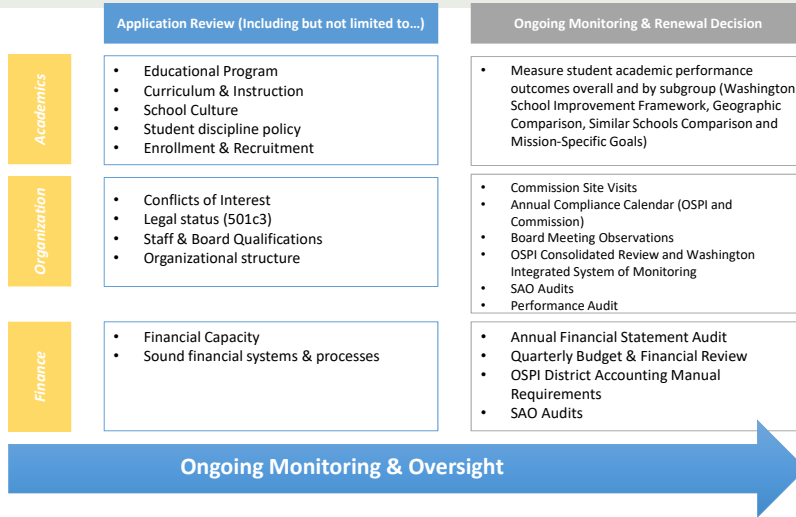 Application Review (Including but not limited to…)
Ongoing Monitoring & Renewal Decision
Academics
• Educational Program
• Curriculum & Instruction
• School Culture
• Student discipline policy
• Enrollment & Recruitment
• Measure student academic performance
outcomes overall and by subgroup (Washington
School Improvement Framework, Geographic
Comparison, Similar Schools Comparison and
Mission-Specific Goals)
Organization
• Conflicts of Interest
• Legal status (501c3)
• Staff & Board Qualifications
• Organizational structure
• Commission Site Visits
• Annual Compliance Calendar (OSPI and
Commission)
• Board Meeting Observations
• OSPI Consolidated Review and Washington
Integrated System of Monitoring
• SAO Audits
• Performance Audit
Finance
• Financial Capacity
• Sound financial systems & processes
• Annual Financial Statement Audit
• Quarterly Budget & Financial Review
• OSPI District Accounting Manual
Requirements
• SAO Audits
Ongoing Monitoring & Oversight